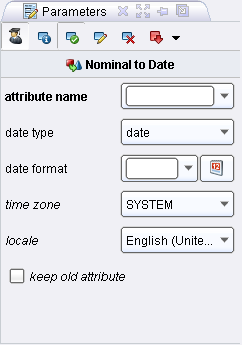 Parameters
Nominal to Date
attribute name
date type date
date format
time zone SYSTEM
locale English (Unite...
keep old attribute